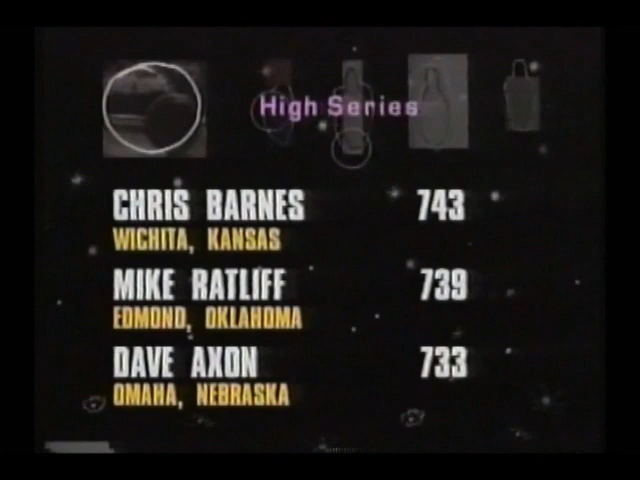 High Series
CHRIS BARNES 743
WICHITA, KANSAS
MIKE RATLIFF 739
EDMOND, OKLAHOMA
DAVE AXON 733
OMAHA, NEBRASKA